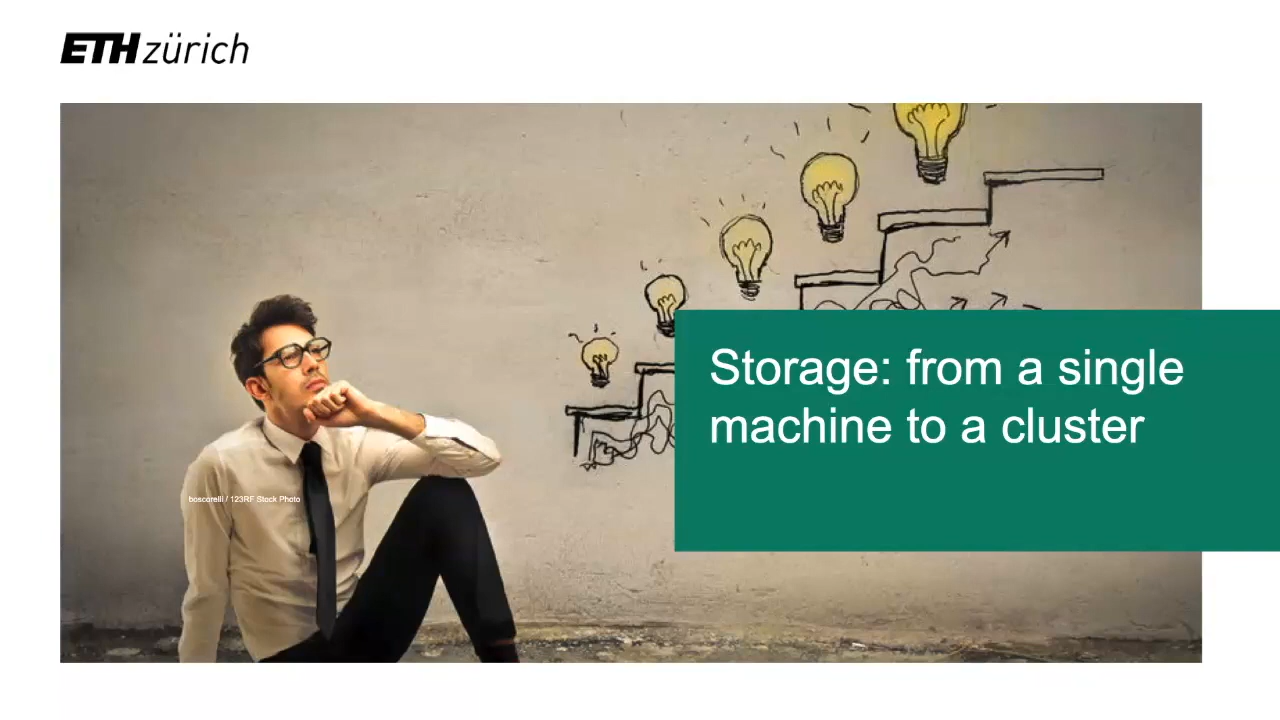 ETH zürich
Storage: from a single
machine to a cluster
boscorelli / 123RF Stock Photo